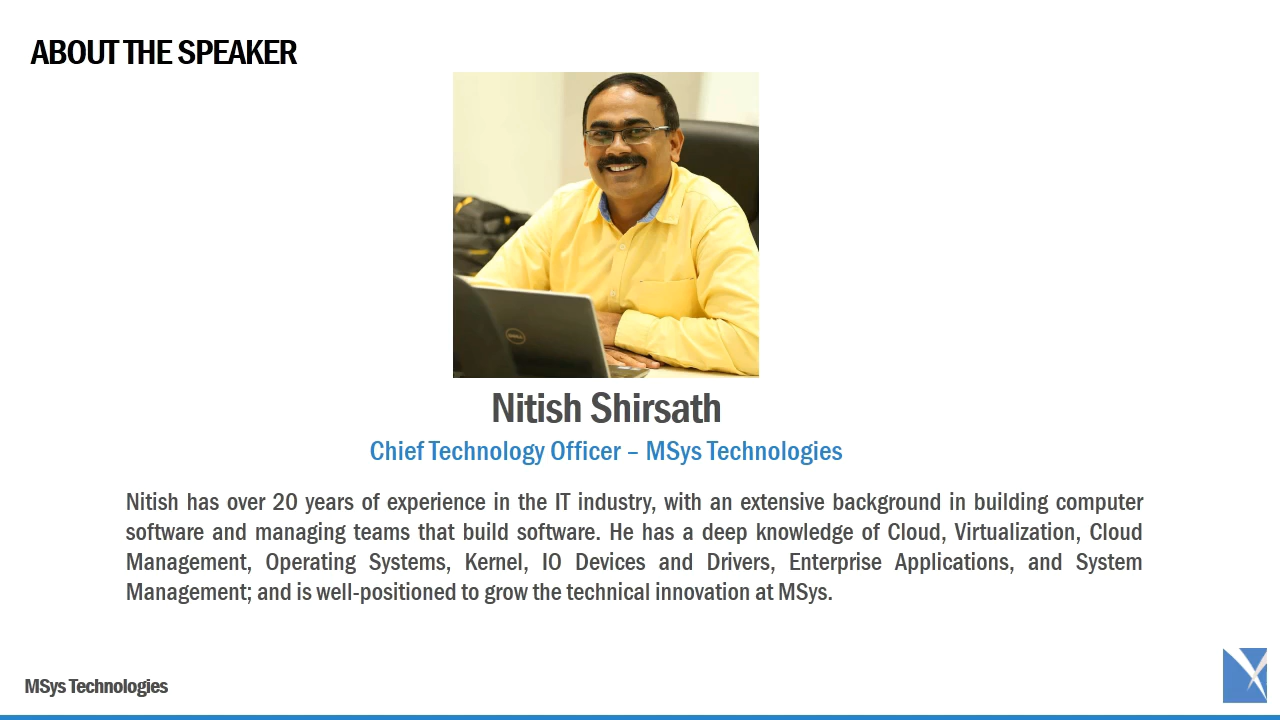 ABOUT THE SPEAKER
Nitish Shirsath
Chief Technology Officer – MSys Technologies
Nitish has over 20 years of experience in the IT industry, with an extensive background in building computer
software and managing teams that build software. He has a deep knowledge of Cloud, Virtualization, Cloud
Management, Operating Systems, Kernel, IO Devices and Drivers, Enterprise Applications, and System
Management; and is well-positioned to grow the technical innovation at MSys.
MSys Technologies